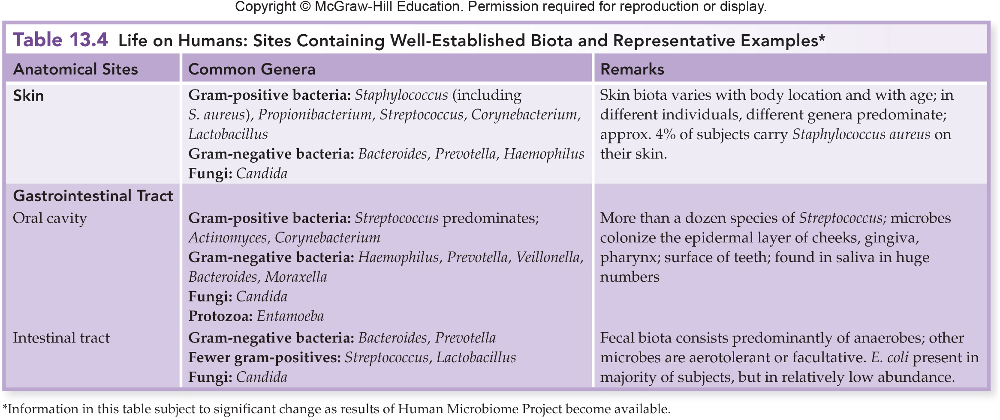 Copyright © McGraw-Hill Education. Permission required for reproduction or display.
Table 13.4 Life on Humans: Sites Containing Well-Established Biota and Representative Examples*
Anatomical Sites
Common Genera
Remarks
Skin
Gram-positive bacteria: Staphylococcus (including
S. aureus), Propionibacterium, Streptococcus, Corynebacterium,
Lactobacillus
Gram-negative bacteria: Bacteroides, Prevotella, Haemophilus
Fungi: Candida
Skin biota varies with body location and with age; in
different individuals, different genera predominate;
approx. 4% of subjects carry Staphylococcus aureus on
their skin.
Gastrointestinal Tract
Oral cavity
Gram-positive bacteria: Streptococcus predominates;
Actinomyces, Corynebacterium
Gram-negative bacteria: Haemophilus, Prevotella, Veillonella,
Bacteroides, Moraxella
Fungi: Candida
Protozoa: Entamoeba
More than a dozen species of Streptococcus; microbes
colonize the epidermal layer of cheeks, gingiva,
pharynx; surface of teeth; found in saliva in huge
numbers
Intestinal tract
Gram-negative bacteria: Bacteroides, Prevotella
Fewer gram-positives: Streptococcus, Lactobacillus
Fungi: Candida
Fecal biota consists predominantly of anaerobes; other
microbes are aerotolerant or facultative. E. coli present in
majority of subjects, but in relatively low abundance.
*Information in this table subject to significant change as results of Human Microbiome Project become available.